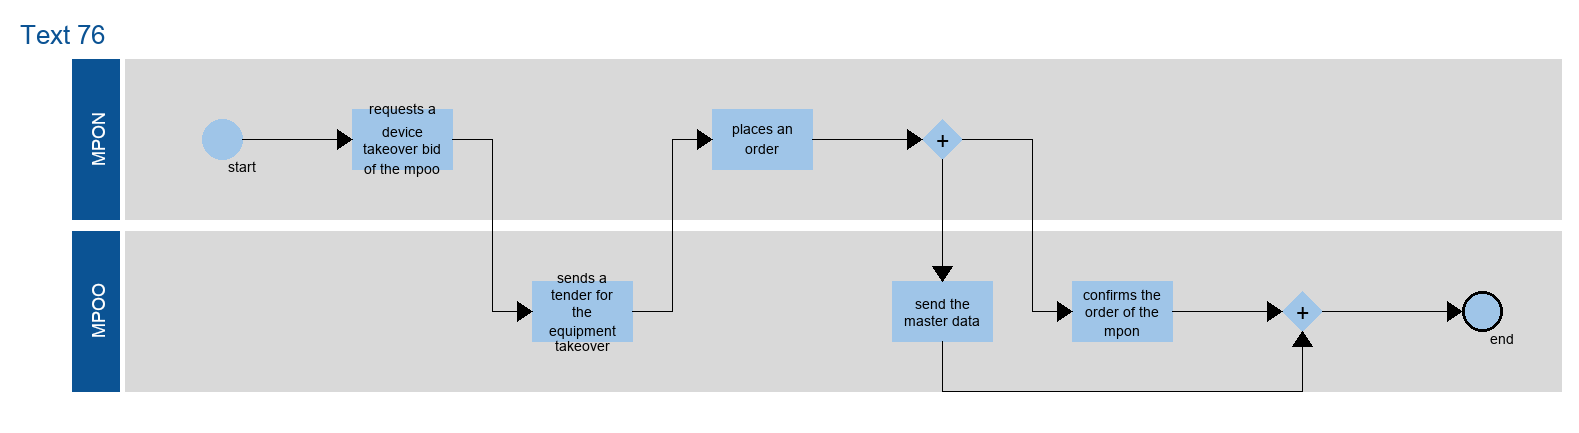 Text 76
MPON
start
requests a
device
takeover bid
of the mpoo
places an
order
+
MPOO
sends a
tender for
the
equipment
takeover
send the
master data
confirms the
order of the
mpon
+
end